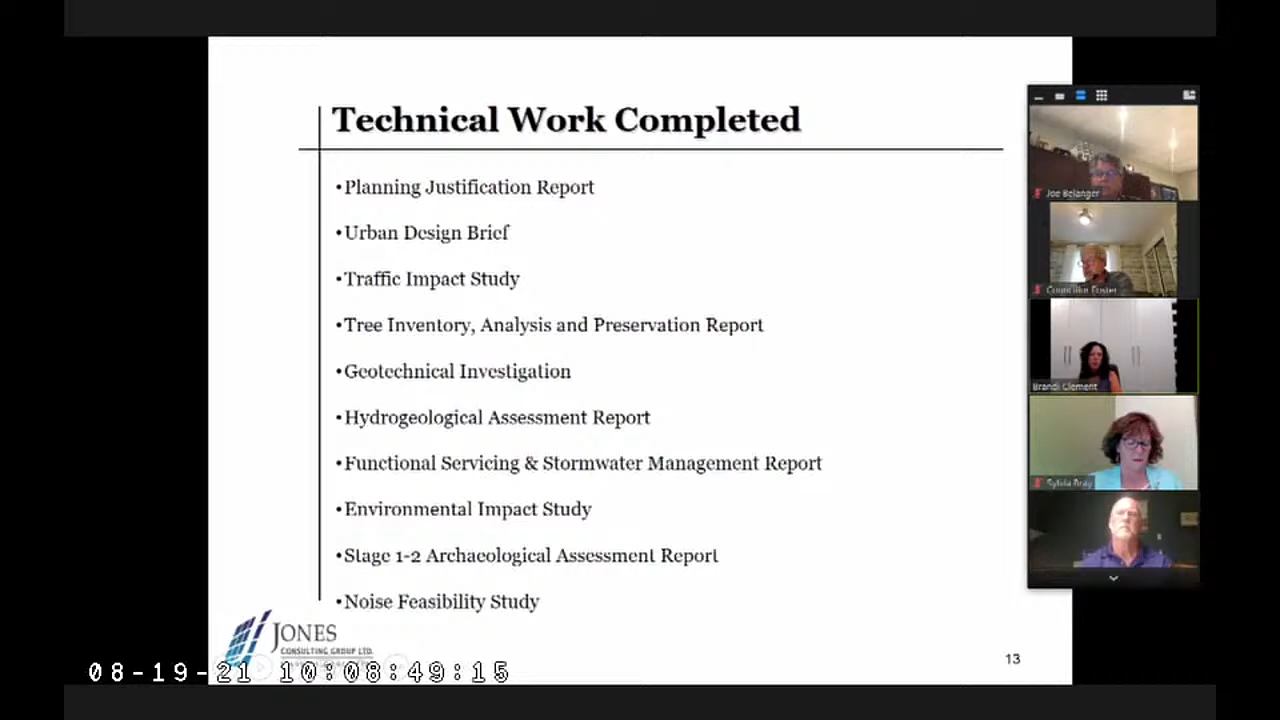 Technical Work Completed
•Planning Justification Report
•Urban Design Brief
•Traffic Impact Study
•Tree Inventory, Analysis and Preservation Report
•Geotechnical Investigation
•Hydrogeological Assessment Report
•Functional Servicing & Stormwater Management Report
•Environmental Impact Study
•Stage 1-2 Archaeological Assessment Report
•Noise Feasibility Study
JONES
CONSULTING GROUP LTD.
13
08-19-21 10:08:49:15
Joe Belanger
Councillor Foster
Brandi Clement
Sylvia Bray